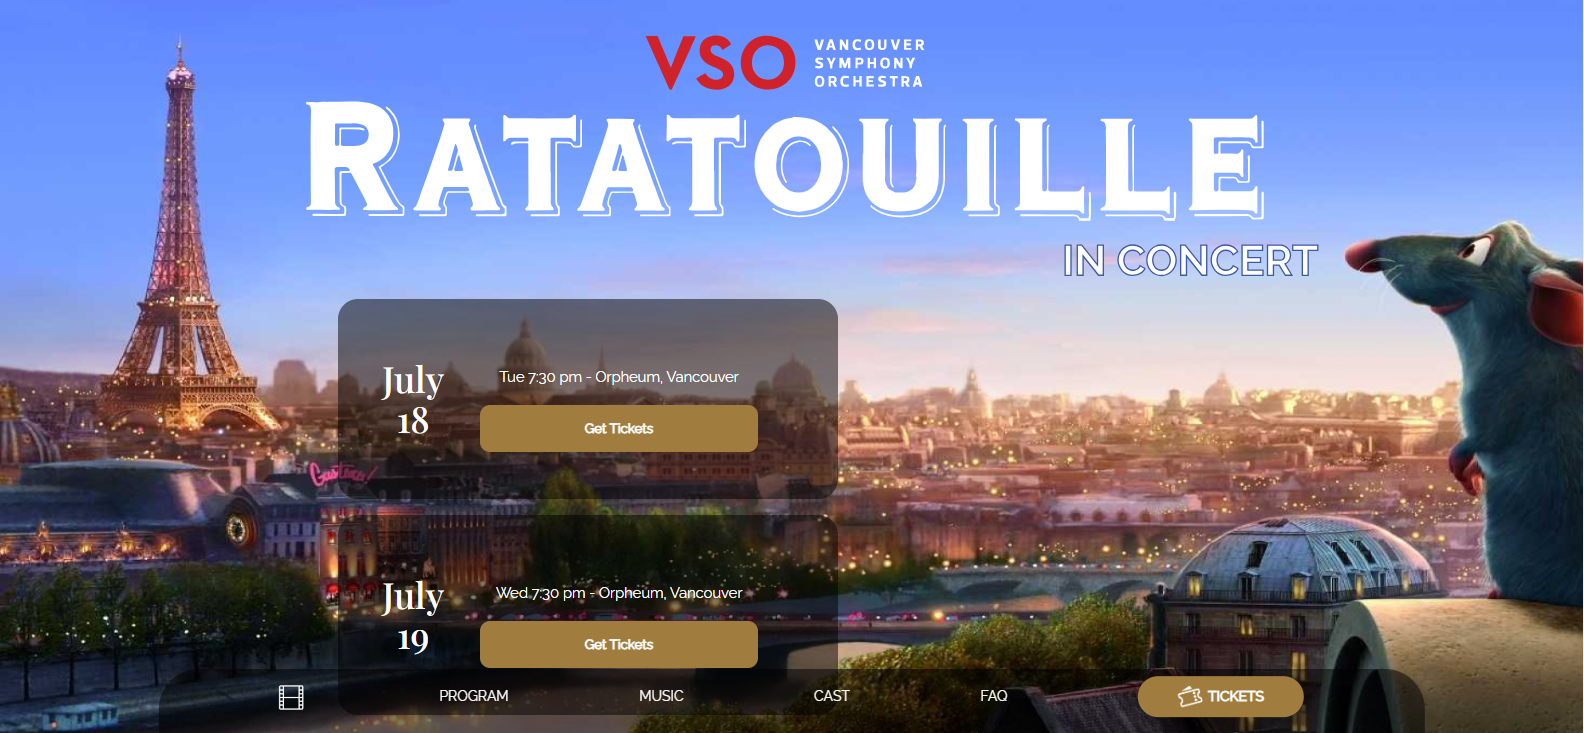 VSO
VANCOUVER
SYMPHONY
ORCHESTRA
RATATOUILLE
IN CONCERT
July
18
Tue 7:30 pm - Orpheum, Vancouver
Get Tickets
Gusteau!
July
19
Wed 7:30 pm - Orpheum, Vancouver
Get Tickets
PROGRAM
MUSIC
CAST
FAQ
TICKETS